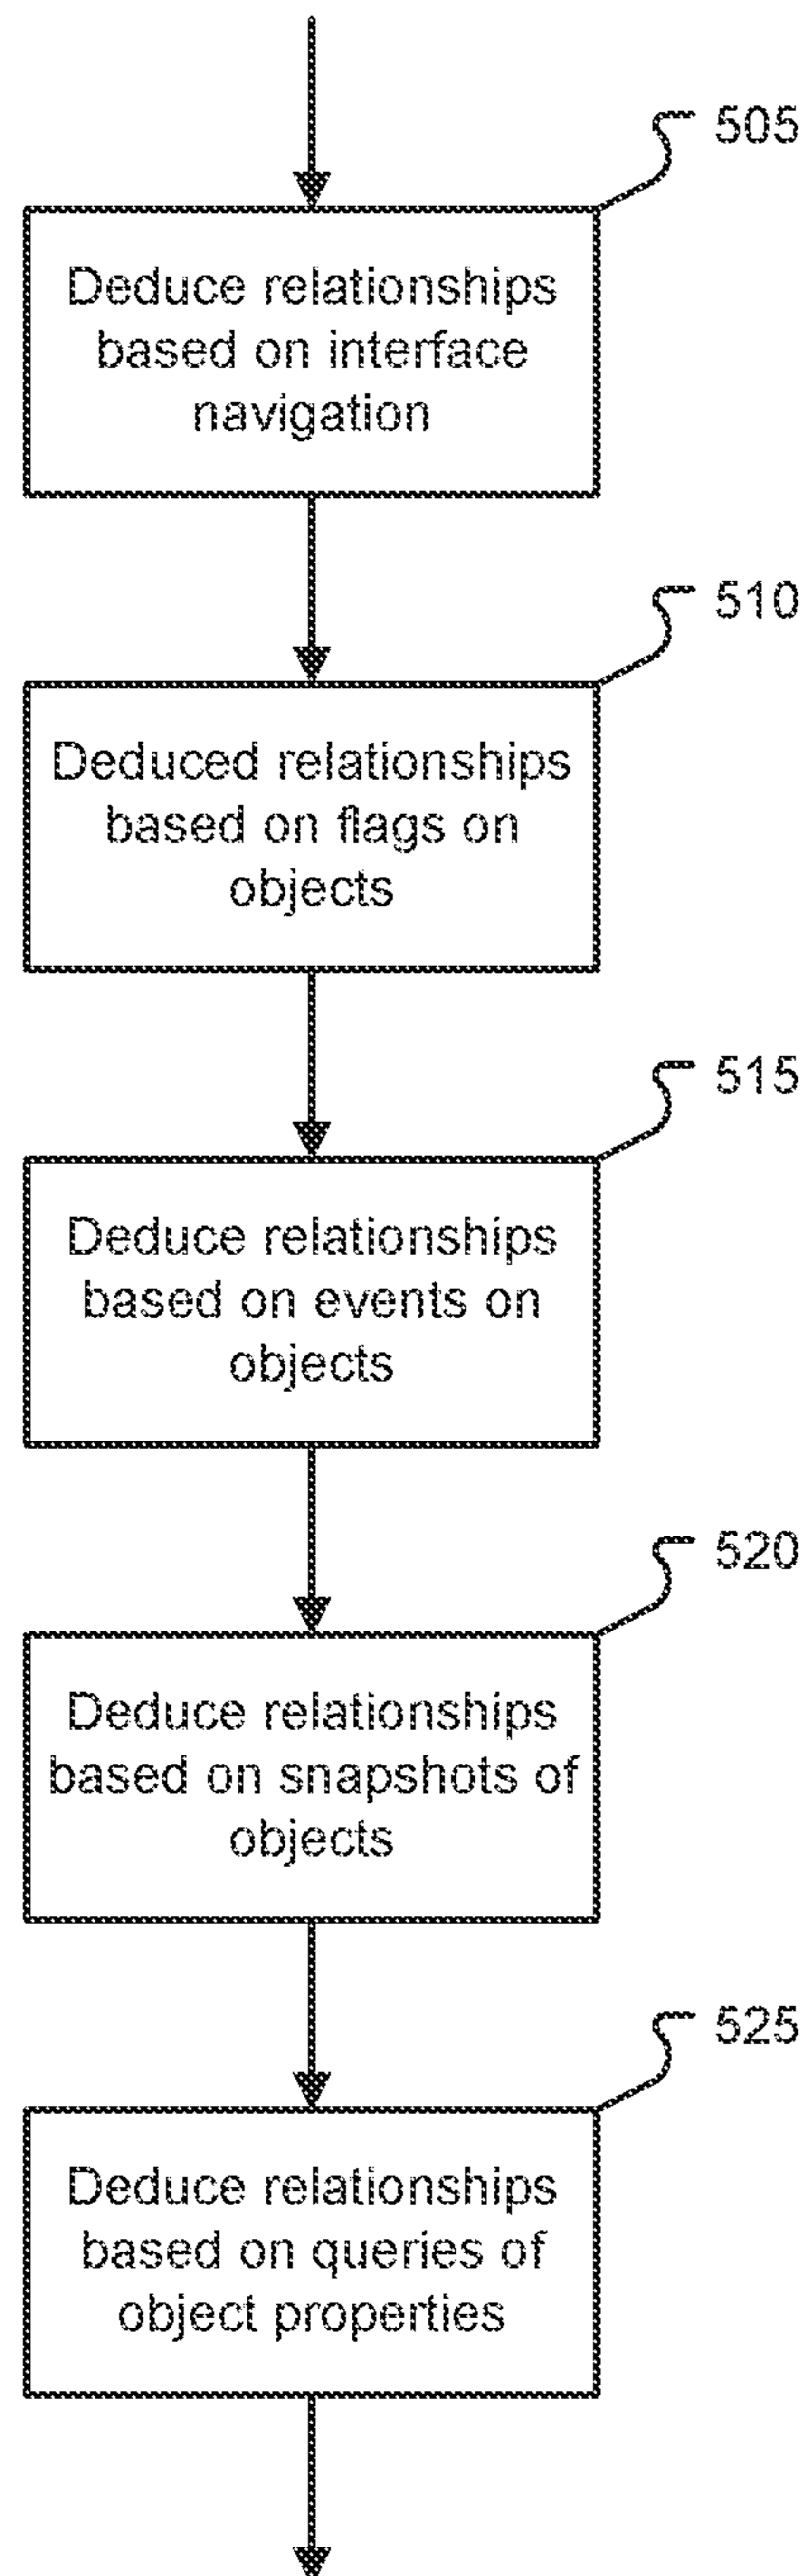 505
Deduce relationships
based on interface
navigation
510
Deduced relationships
based on flags on
objects
515
Deduce relationships
based on events on
objects
520
Deduce relationships
based on snapshots of
objects
525
Deduce relationships
based on queries of
object properties